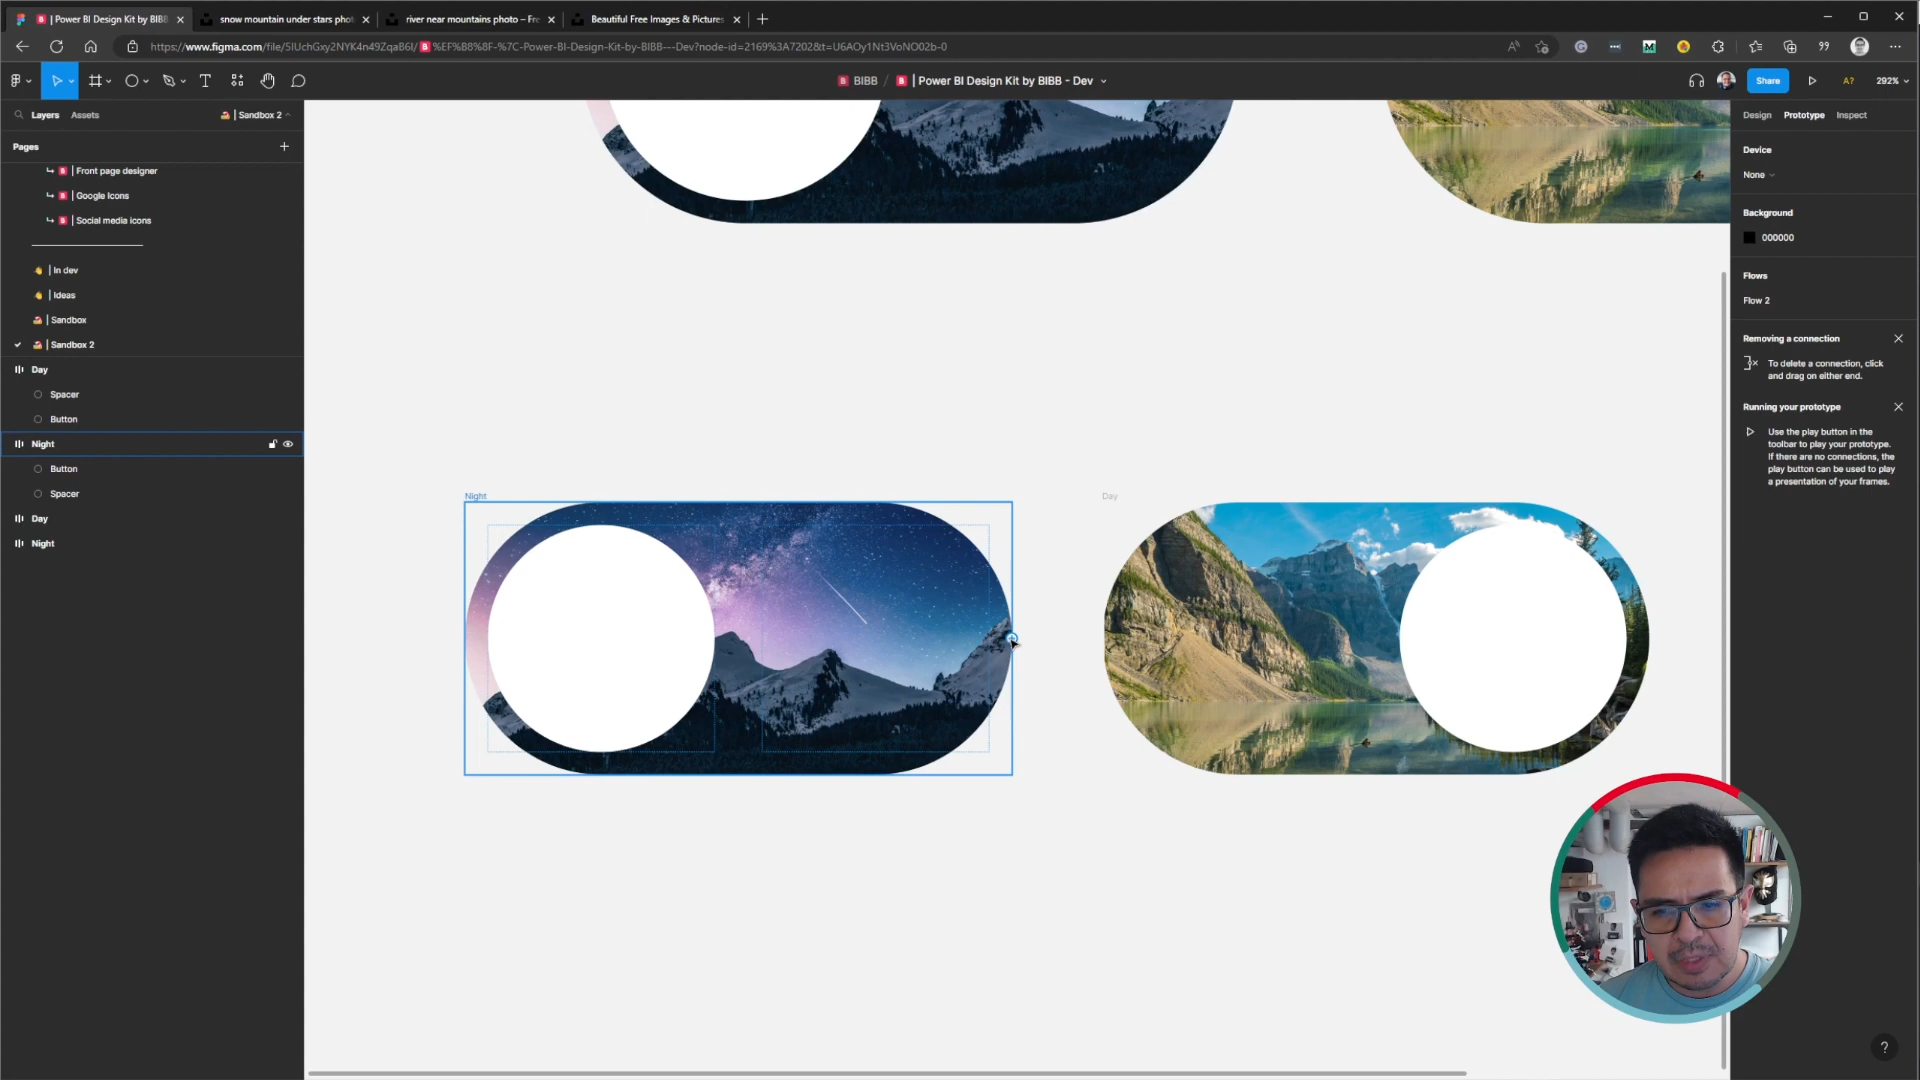 | Power BI Design Kit by BIBB
snow mountain under stars phot
river near mountains photo – Fre
Beautiful Free Images & Pictures
https://www.figma.com/file/5IUchGxy2NYK4n49ZqaB6l/ B %EF%B8%8F-%7C-Power-BI-Design-Kit-by-BIBB---Dev?node-id=2169%3A7202&t=U6AOy1Nt3VoNO02b-0
BIBB / B | Power BI Design Kit by BIBB - Dev
Share
A?
292%
Layers
Assets
| Sandbox 2
Design
Prototype
Inspect
Pages
B | Front page designer
B | Google Icons
B | Social media icons
| In dev
| Ideas
| Sandbox
| Sandbox 2
Day
Spacer
Button
Night
Button
Spacer
Day
Night
Night
Day
Device
None
Background
000000
Flows
Flow 2
Removing a connection
To delete a connection, click
and drag on either end.
Running your prototype
Use the play button in the
toolbar to play your prototype.
If there are no connections, the
play button can be used to play
a presentation of your frames.
?